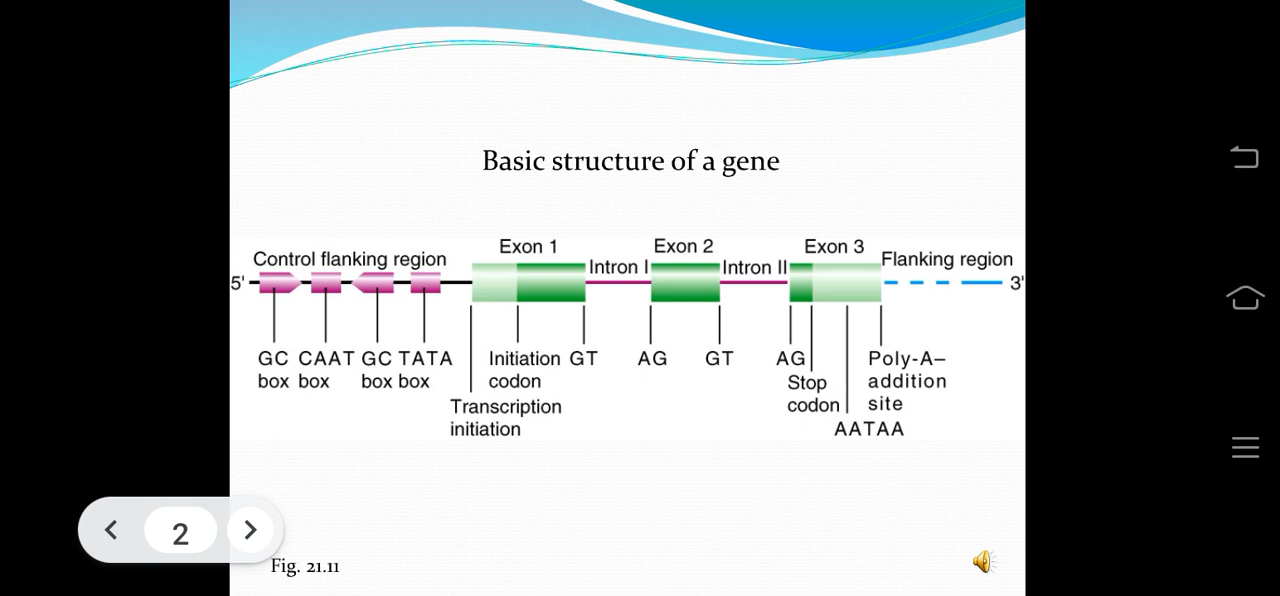 Basic structure of a gene
Control flanking region
Exon 1
Exon 2
Exon 3
Flanking region
Intron I
Intron II
5'
3'
GC box
CAAT box
GC box
TATA box
Transcription
initiation
Initiation
codon
GT
AG
GT
AG
Stop
codon
AATAA
Poly-A–
addition
site
2
Fig. 21.11